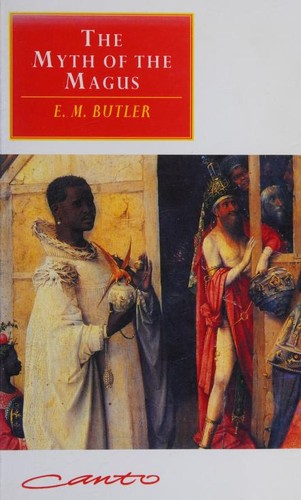 THE
MYTH OF THE
MAGUS
E. M. BUTLER
canto